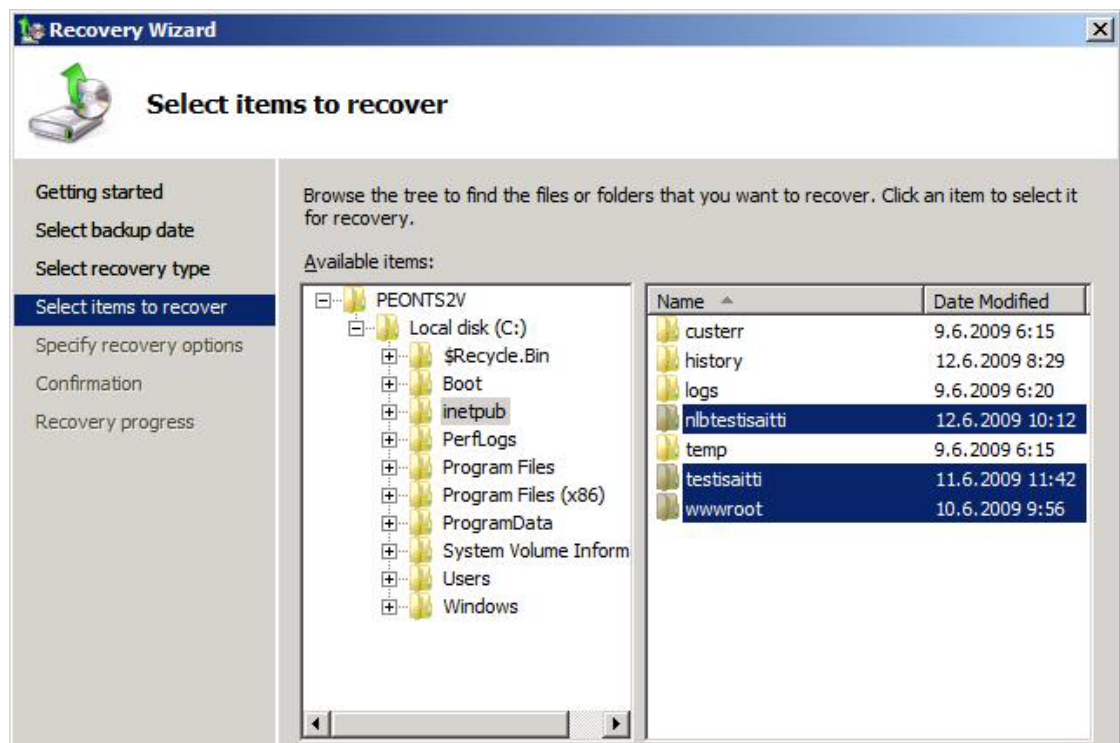 Recovery Wizard
Select items to recover
Getting started
Select backup date
Select recovery type
Select items to recover
Specify recovery options
Confirmation
Recovery progress
Browse the tree to find the files or folders that you want to recover. Click an item to select it
for recovery.
Available items:
PEONTS2V
Local disk (C:)
$Recycle.Bin
Boot
inetpub
PerfLogs
Program Files
Program Files (x86)
ProgramData
System Volume Inform
Users
Windows
Name Date Modified
custerr 9.6.2009 6:15
history 12.6.2009 8:29
logs 9.6.2009 6:20
nlbtestisaitti 12.6.2009 10:12
temp 9.6.2009 6:15
testisaitti 11.6.2009 11:42
wwwroot 10.6.2009 9:56